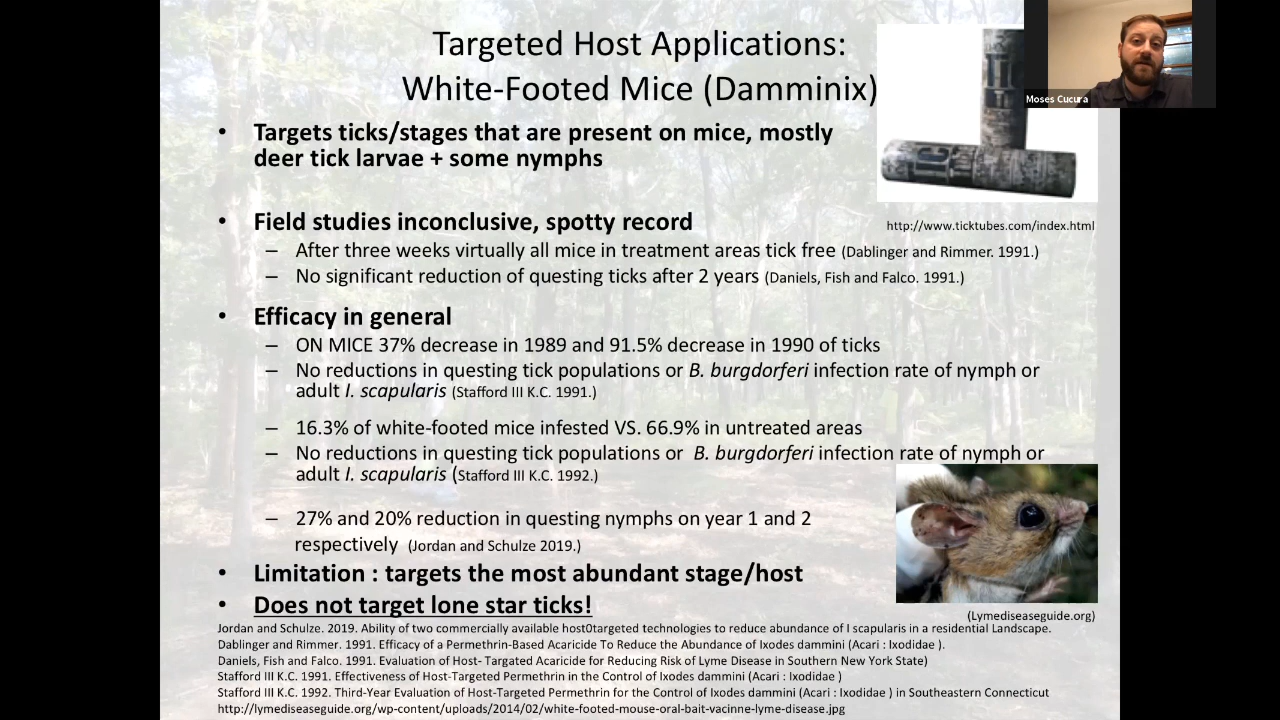 Targeted Host Applications:
White-Footed Mice (Damminix)
Moses Cucura
• Targets ticks/stages that are present on mice, mostly
deer tick larvae + some nymphs
http://www.ticktubes.com/index.html
• Field studies inconclusive, spotty record
– After three weeks virtually all mice in treatment areas tick free (Dablinger and Rimmer. 1991.)
– No significant reduction of questing ticks after 2 years (Daniels, Fish and Falco. 1991.)
• Efficacy in general
– ON MICE 37% decrease in 1989 and 91.5% decrease in 1990 of ticks
– No reductions in questing tick populations or B. burgdorferi infection rate of nymph or
adult I. scapularis (Stafford III K.C. 1991.)
– 16.3% of white-footed mice infested VS. 66.9% in untreated areas
– No reductions in questing tick populations or B. burgdorferi infection rate of nymph or
adult I. scapularis (Stafford III K.C. 1992.)
– 27% and 20% reduction in questing nymphs on year 1 and 2
respectively (Jordan and Schulze 2019.)
• Limitation : targets the most abundant stage/host
• Does not target lone star ticks!
(Lymediseaseguide.org)
Jordan and Schulze. 2019. Ability of two commercially available host0targeted technologies to reduce abundance of I scapularis in a residential Landscape.
Dablinger and Rimmer. 1991. Efficacy of a Permethrin-Based Acaricide To Reduce the Abundance of Ixodes dammini (Acari : Ixodidae ).
Daniels, Fish and Falco. 1991. Evaluation of Host- Targated Acaricide for Reducing Risk of Lyme Disease in Southern New York State)
Stafford III K.C. 1991. Effectiveness of Host-Targeted Permethrin in the Control of Ixodes dammini (Acari : Ixodidae )
Stafford III K.C. 1992. Third-Year Evaluation of Host-Targeted Permethrin for the Control of Ixodes dammini (Acari : Ixodidae ) in Southeastern Connecticut
http://lymediseaseguide.org/wp-content/uploads/2014/02/white-footed-mouse-oral-bait-vacinne-lyme-disease.jpg